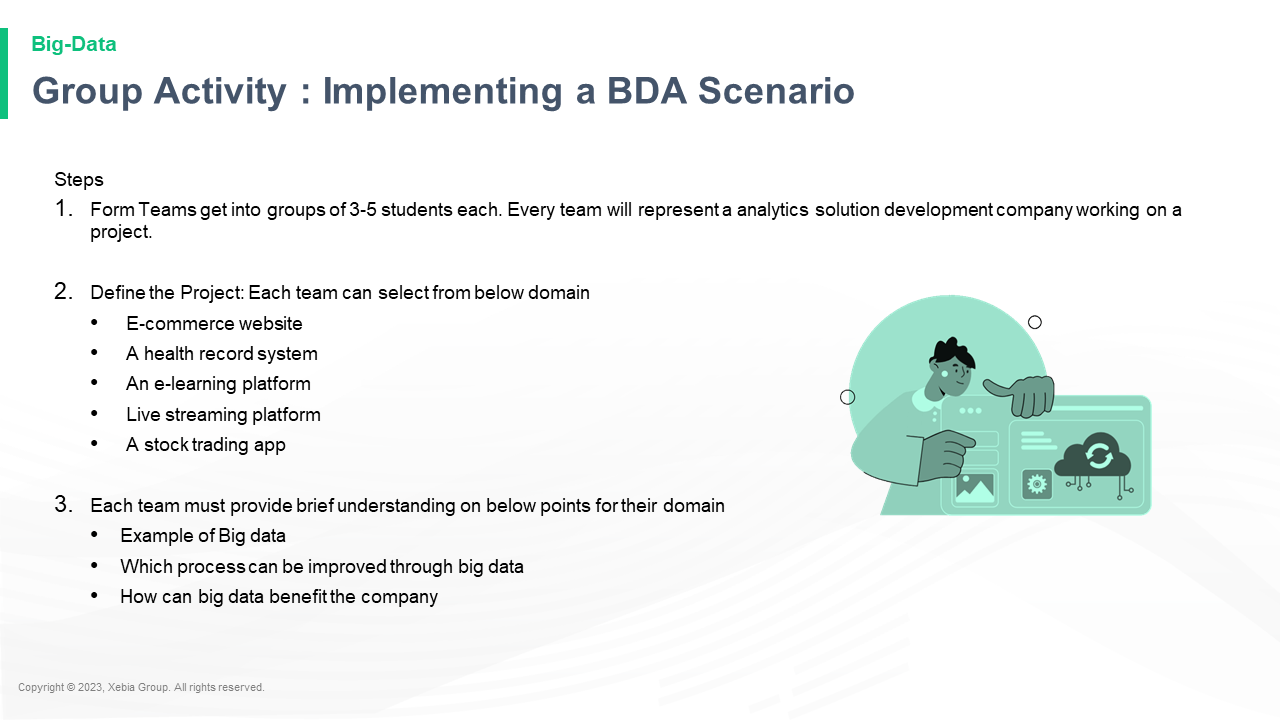 Big-Data
Group Activity : Implementing a BDA Scenario
Steps
1. Form Teams get into groups of 3-5 students each. Every team will represent a analytics solution development company working on a
project.
2. Define the Project: Each team can select from below domain
• E-commerce website
• A health record system
• An e-learning platform
• Live streaming platform
• A stock trading app
3. Each team must provide brief understanding on below points for their domain
• Example of Big data
• Which process can be improved through big data
• How can big data benefit the company
Copyright © 2023, Xebia Group. All rights reserved.